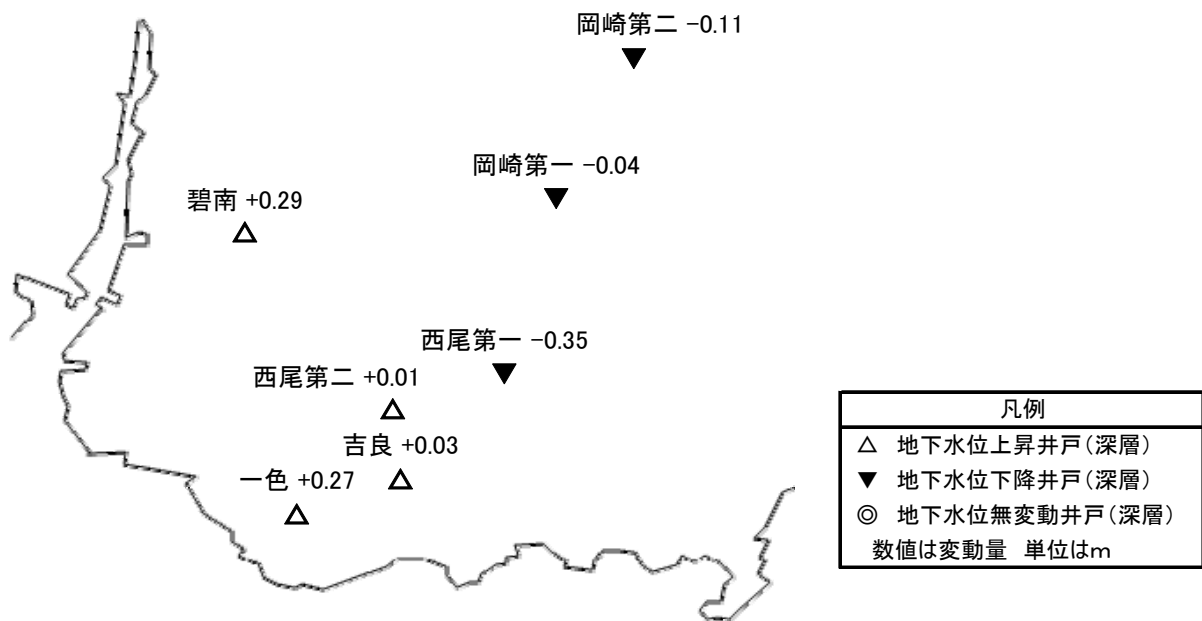 岡崎第二 -0.11
岡崎第一 -0.04
碧南 +0.29
西尾第一 -0.35
西尾第二 +0.01
吉良 +0.03
一色 +0.27
凡例
△ 地下水位上昇井戸(深層)
▼ 地下水位下降井戸(深層)
◎ 地下水位無変動井戸(深層)
数値は変動量 単位はm